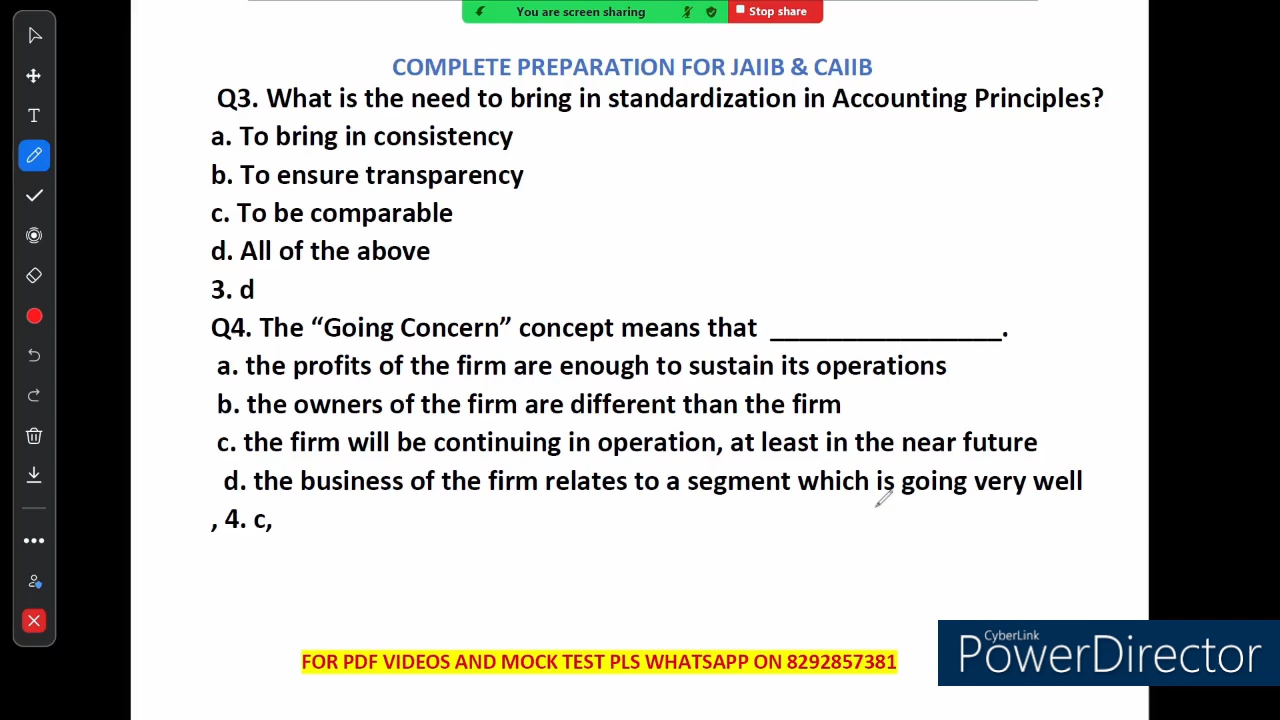 You are screen sharing
Stop share
COMPLETE PREPARATION FOR JAIIB & CAIIB
Q3. What is the need to bring in standardization in Accounting Principles?
a. To bring in consistency
b. To ensure transparency
c. To be comparable
d. All of the above
3. d
Q4. The “Going Concern” concept means that ________________.
a. the profits of the firm are enough to sustain its operations
b. the owners of the firm are different than the firm
c. the firm will be continuing in operation, at least in the near future
d. the business of the firm relates to a segment which is going very well
, 4. c,
FOR PDF VIDEOS AND MOCK TEST PLS WHATSAPP ON 8292857381
CyberLink
PowerDirector
T